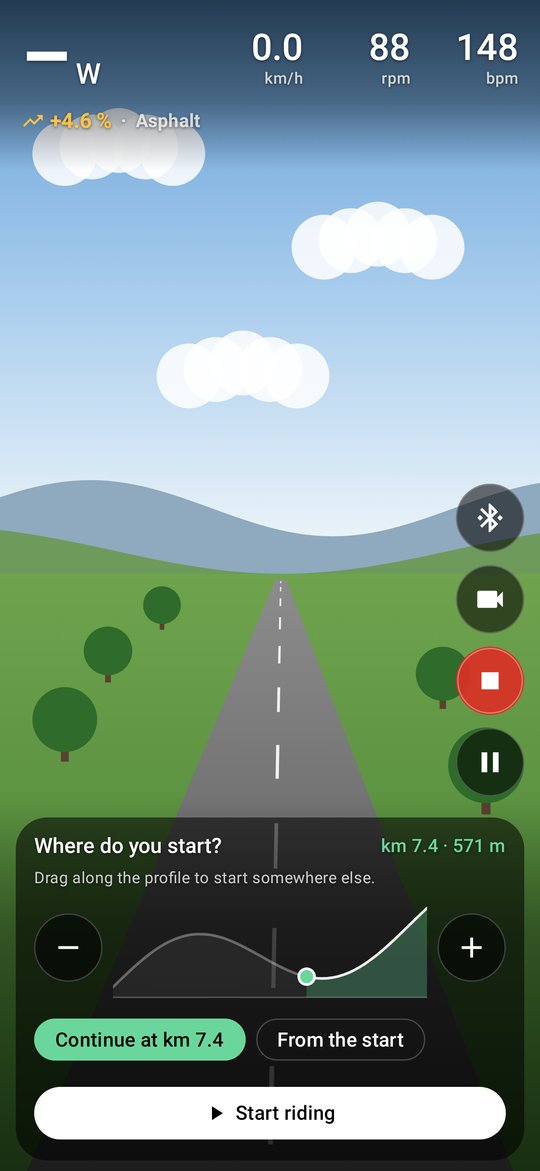 — W
0.0 km/h
88 rpm
148 bpm
+4.6 % · Asphalt
Where do you start?
km 7.4 · 571 m
Drag along the profile to start somewhere else.
Continue at km 7.4
From the start
Start riding